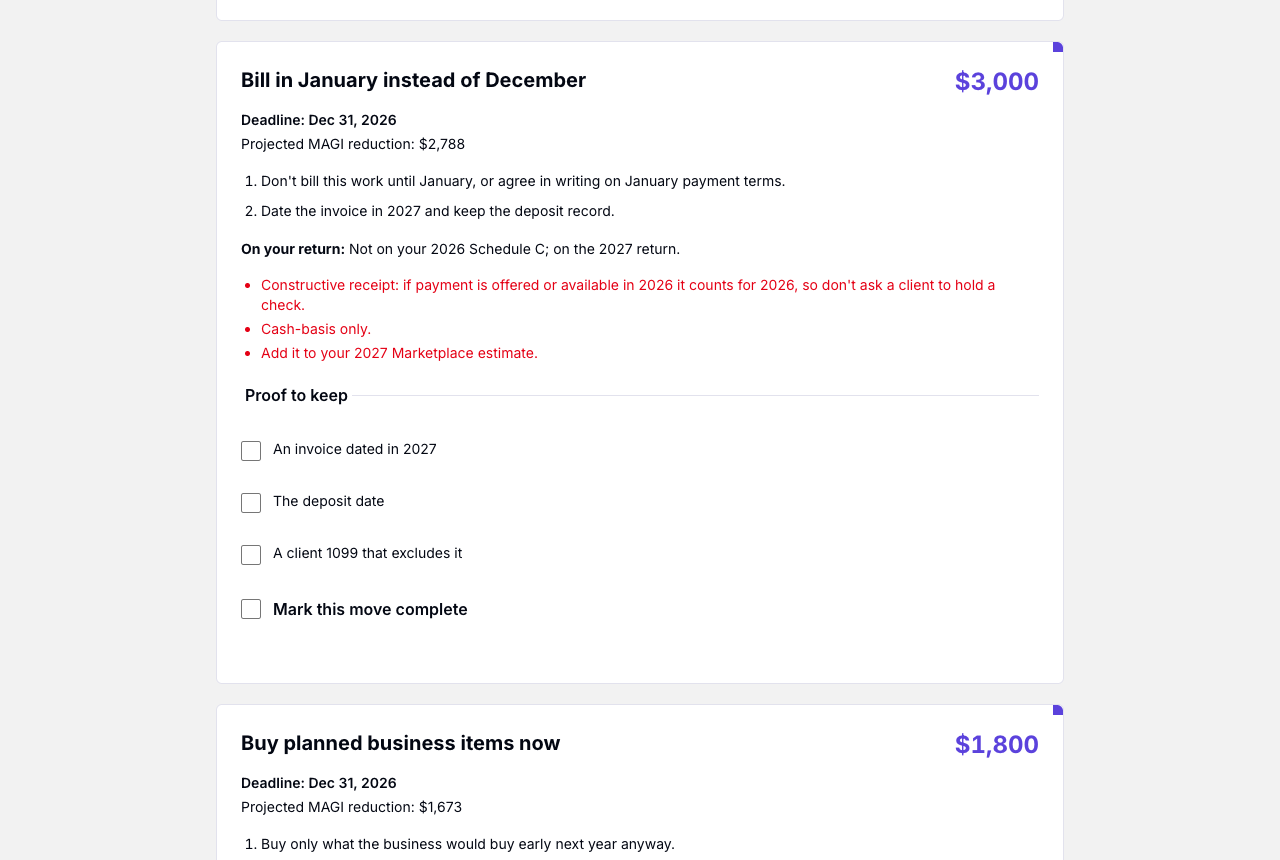 Bill in January instead of December
$3,000
Deadline: Dec 31, 2026
Projected MAGI reduction: $2,788
1. Don't bill this work until January, or agree in writing on January payment terms.
2. Date the invoice in 2027 and keep the deposit record.
On your return: Not on your 2026 Schedule C; on the 2027 return.
• Constructive receipt: if payment is offered or available in 2026 it counts for 2026, so don't ask a client to hold a
check.
• Cash-basis only.
• Add it to your 2027 Marketplace estimate.
Proof to keep
An invoice dated in 2027
The deposit date
A client 1099 that excludes it
Mark this move complete
Buy planned business items now
$1,800
Deadline: Dec 31, 2026
Projected MAGI reduction: $1,673
1. Buy only what the business would buy early next year anyway.